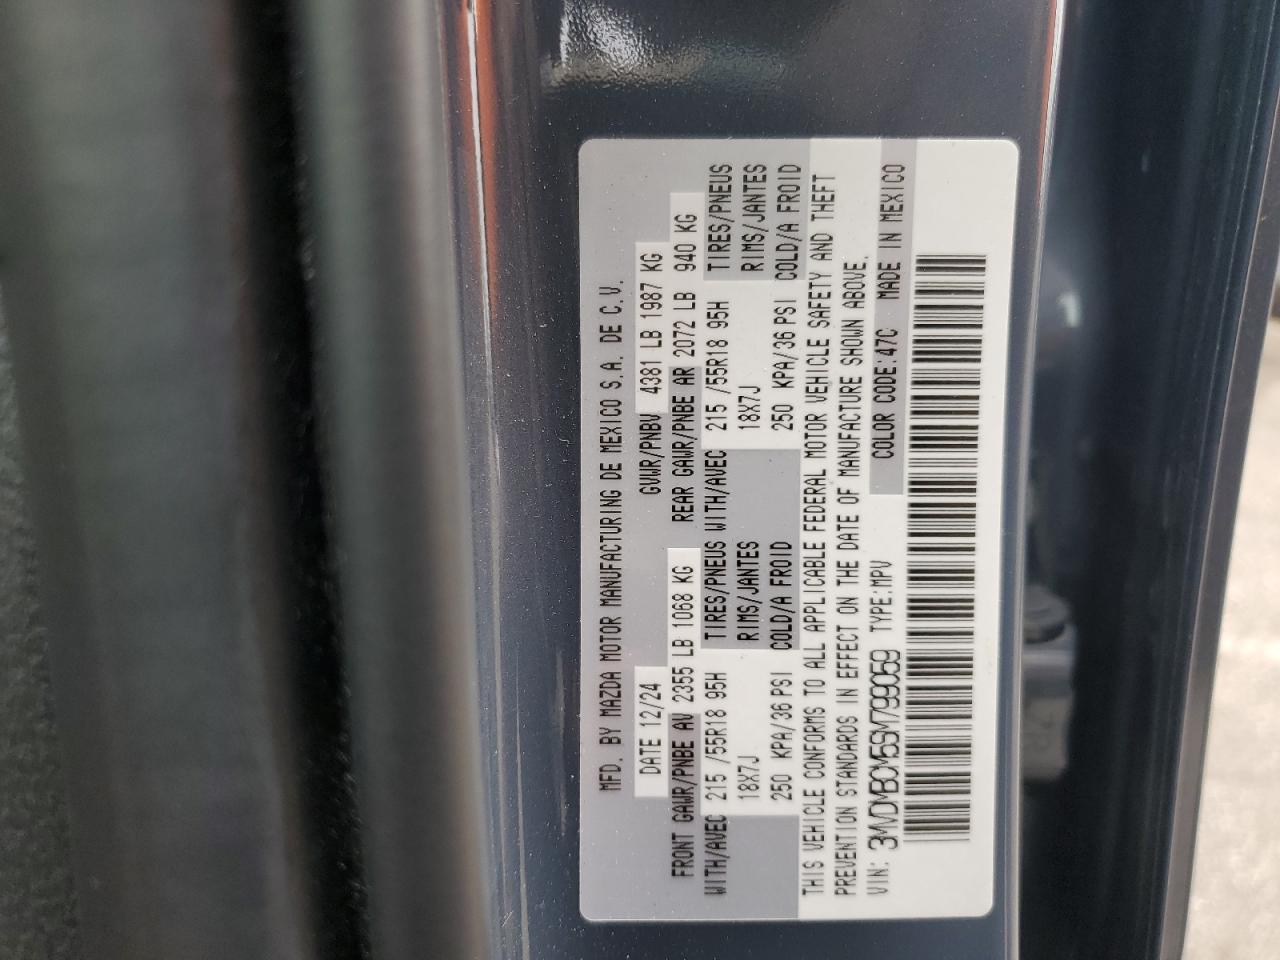 MFD. BY MAZDA MOTOR MANUFACTURING DE MEXICO S.A. DE C.V.
DATE 12/24 GVWR/PNBV 4381 LB 1987 KG
FRONT GAWR/PNBE AV 2355 LB 1068 KG REAR GAWR/PNBE AR 2072 LB 940 KG
WITH/AVEC 215 /55R18 95H TIRES/PNEUS WITH/AVEC 215 /55R18 95H TIRES/PNEUS
18X7J RIMS/JANTES 18X7J RIMS/JANTES
250 KPA/36 PSI COLD/A FROID 250 KPA/36 PSI COLD/A FROID
THIS VEHICLE CONFORMS TO ALL APPLICABLE FEDERAL MOTOR VEHICLE SAFETY AND THEFT
PREVENTION STANDARDS IN EFFECT ON THE DATE OF MANUFACTURE SHOWN ABOVE.
VIN: 3MVDMBCM5SM799059 TYPE:MPV COLOR CODE:47C MADE IN MEXICO